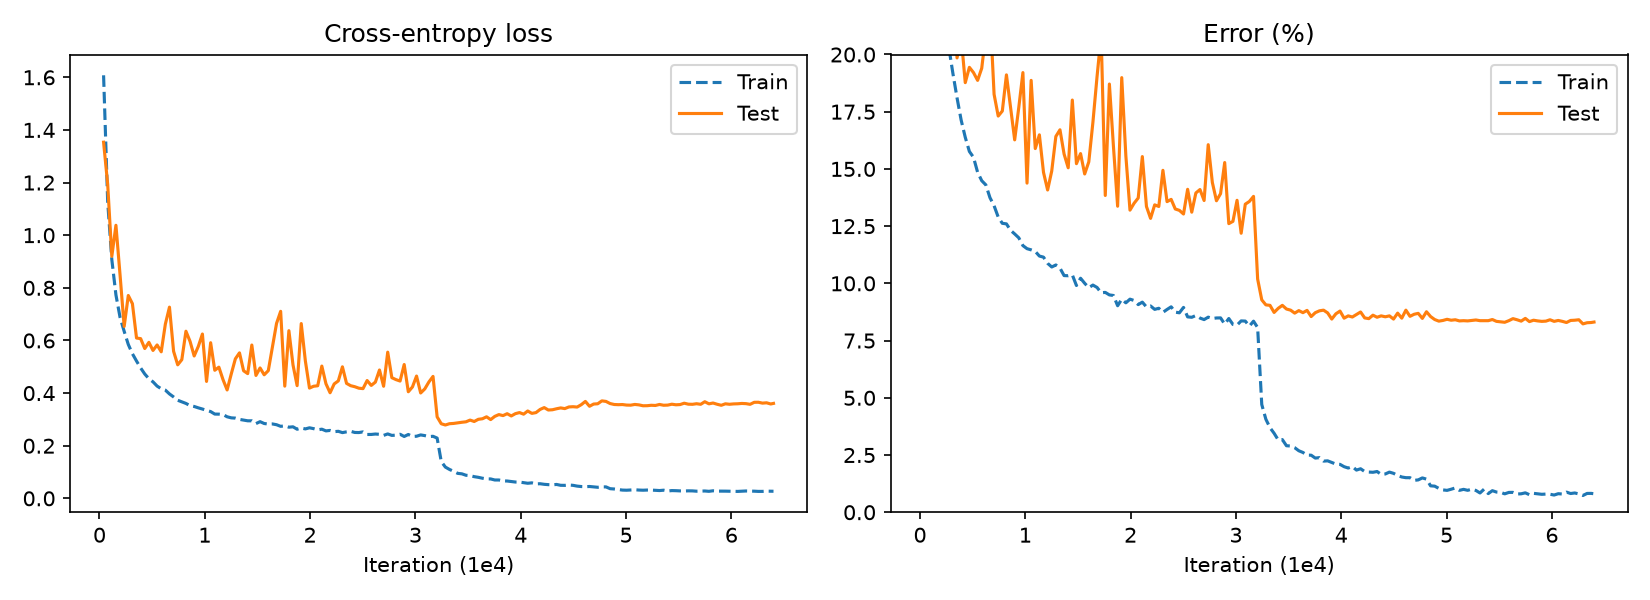 Cross-entropy loss
1.6
1.4
1.2
1.0
0.8
0.6
0.4
0.2
0.0
Train
Test
0 1 2 3 4 5 6
Iteration (1e4)
Error (%)
20.0
17.5
15.0
12.5
10.0
7.5
5.0
2.5
0.0
Train
Test
0 1 2 3 4 5 6
Iteration (1e4)